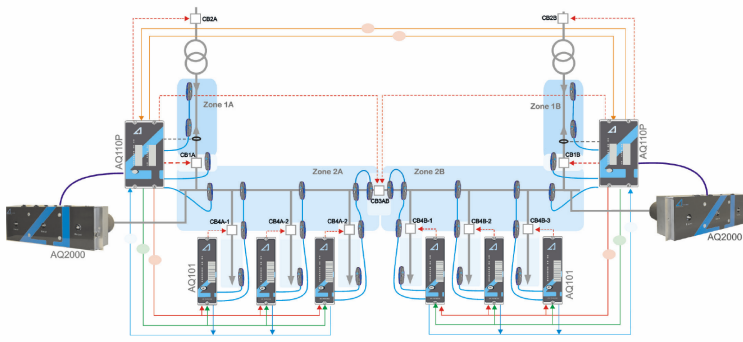 CB2A
CB2B
Zone 1A
Zone 1B
AQ110P
AQ110P
CB1A
CB1B
Zone 2A
Zone 2B
CB3AB
CB4A-1
CB4A-2
CB4A-2
CB4B-1
CB4B-2
CB4B-3
AQ2000
AQ2000
AQ101
AQ101